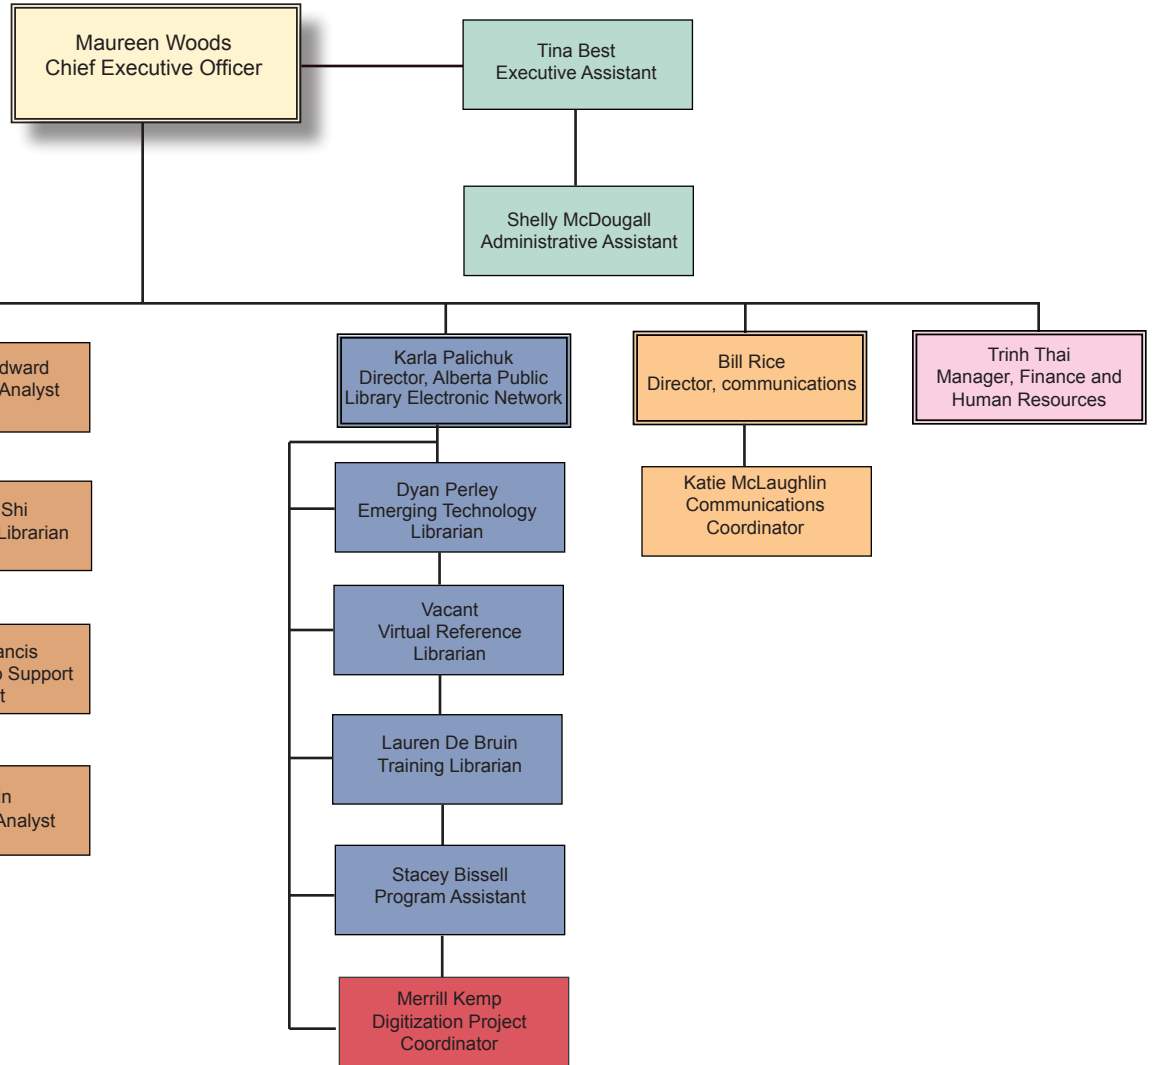 Maureen Woods
Chief Executive Officer
Tina Best
Executive Assistant
Shelly McDougall
Administrative Assistant
Analyst
Shi
Librarian
Support
Analyst
Karla Palichuk
Director, Alberta Public
Library Electronic Network
Dyan Perley
Emerging Technology
Librarian
Vacant
Virtual Reference
Librarian
Lauren De Bruin
Training Librarian
Stacey Bissell
Program Assistant
Merrill Kemp
Digitization Project
Coordinator
Bill Rice
Director, communications
Katie McLaughlin
Communications
Coordinator
Trinh Thai
Manager, Finance and
Human Resources